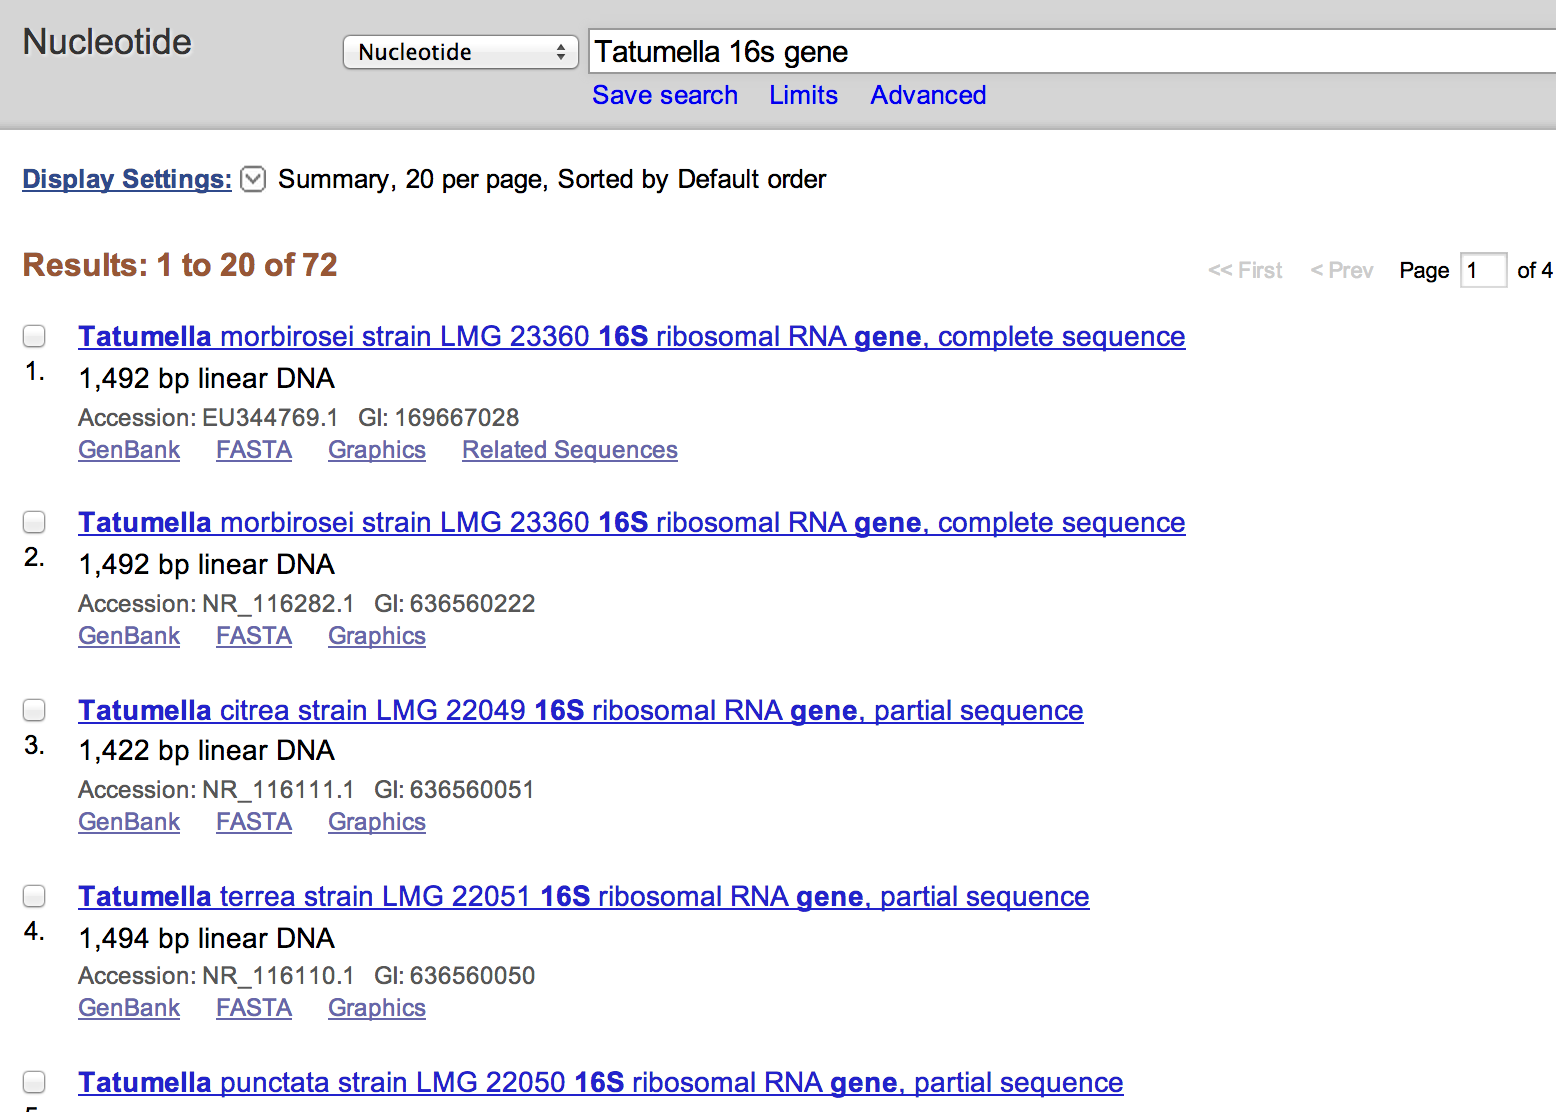 Nucleotide
Nucleotide
Tatumella 16s gene
Save search Limits Advanced
Display Settings: Summary, 20 per page, Sorted by Default order
Results: 1 to 20 of 72
<< First < Prev Page 1 of 4
Tatumella morbirosei strain LMG 23360 16S ribosomal RNA gene, complete sequence
1. 1,492 bp linear DNA
Accession: EU344769.1 GI: 169667028
GenBank FASTA Graphics Related Sequences
Tatumella morbirosei strain LMG 23360 16S ribosomal RNA gene, complete sequence
2. 1,492 bp linear DNA
Accession: NR_116282.1 GI: 636560222
GenBank FASTA Graphics
Tatumella citrea strain LMG 22049 16S ribosomal RNA gene, partial sequence
3. 1,422 bp linear DNA
Accession: NR_116111.1 GI: 636560051
GenBank FASTA Graphics
Tatumella terrea strain LMG 22051 16S ribosomal RNA gene, partial sequence
4. 1,494 bp linear DNA
Accession: NR_116110.1 GI: 636560050
GenBank FASTA Graphics
Tatumella punctata strain LMG 22050 16S ribosomal RNA gene, partial sequence